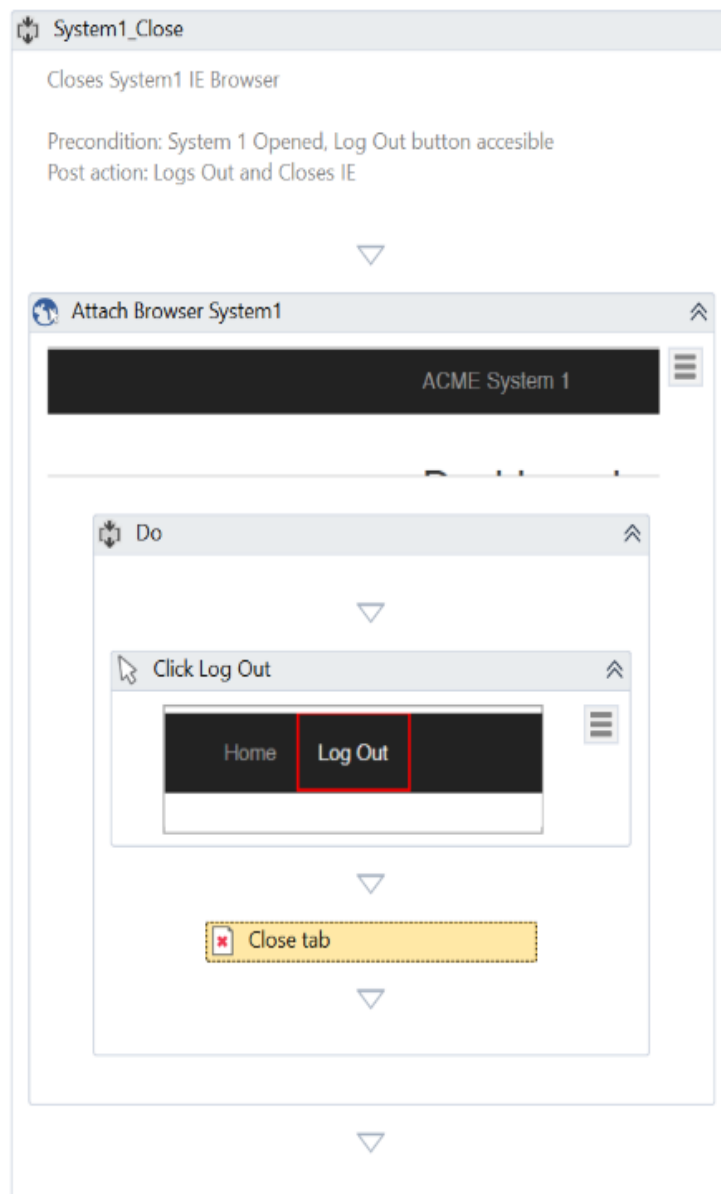 System1_Close
Closes System1 IE Browser
Precondition: System 1 Opened, Log Out button accesible
Post action: Logs Out and Closes IE
Attach Browser System1
ACME System 1
Do
Click Log Out
Home Log Out
Close tab